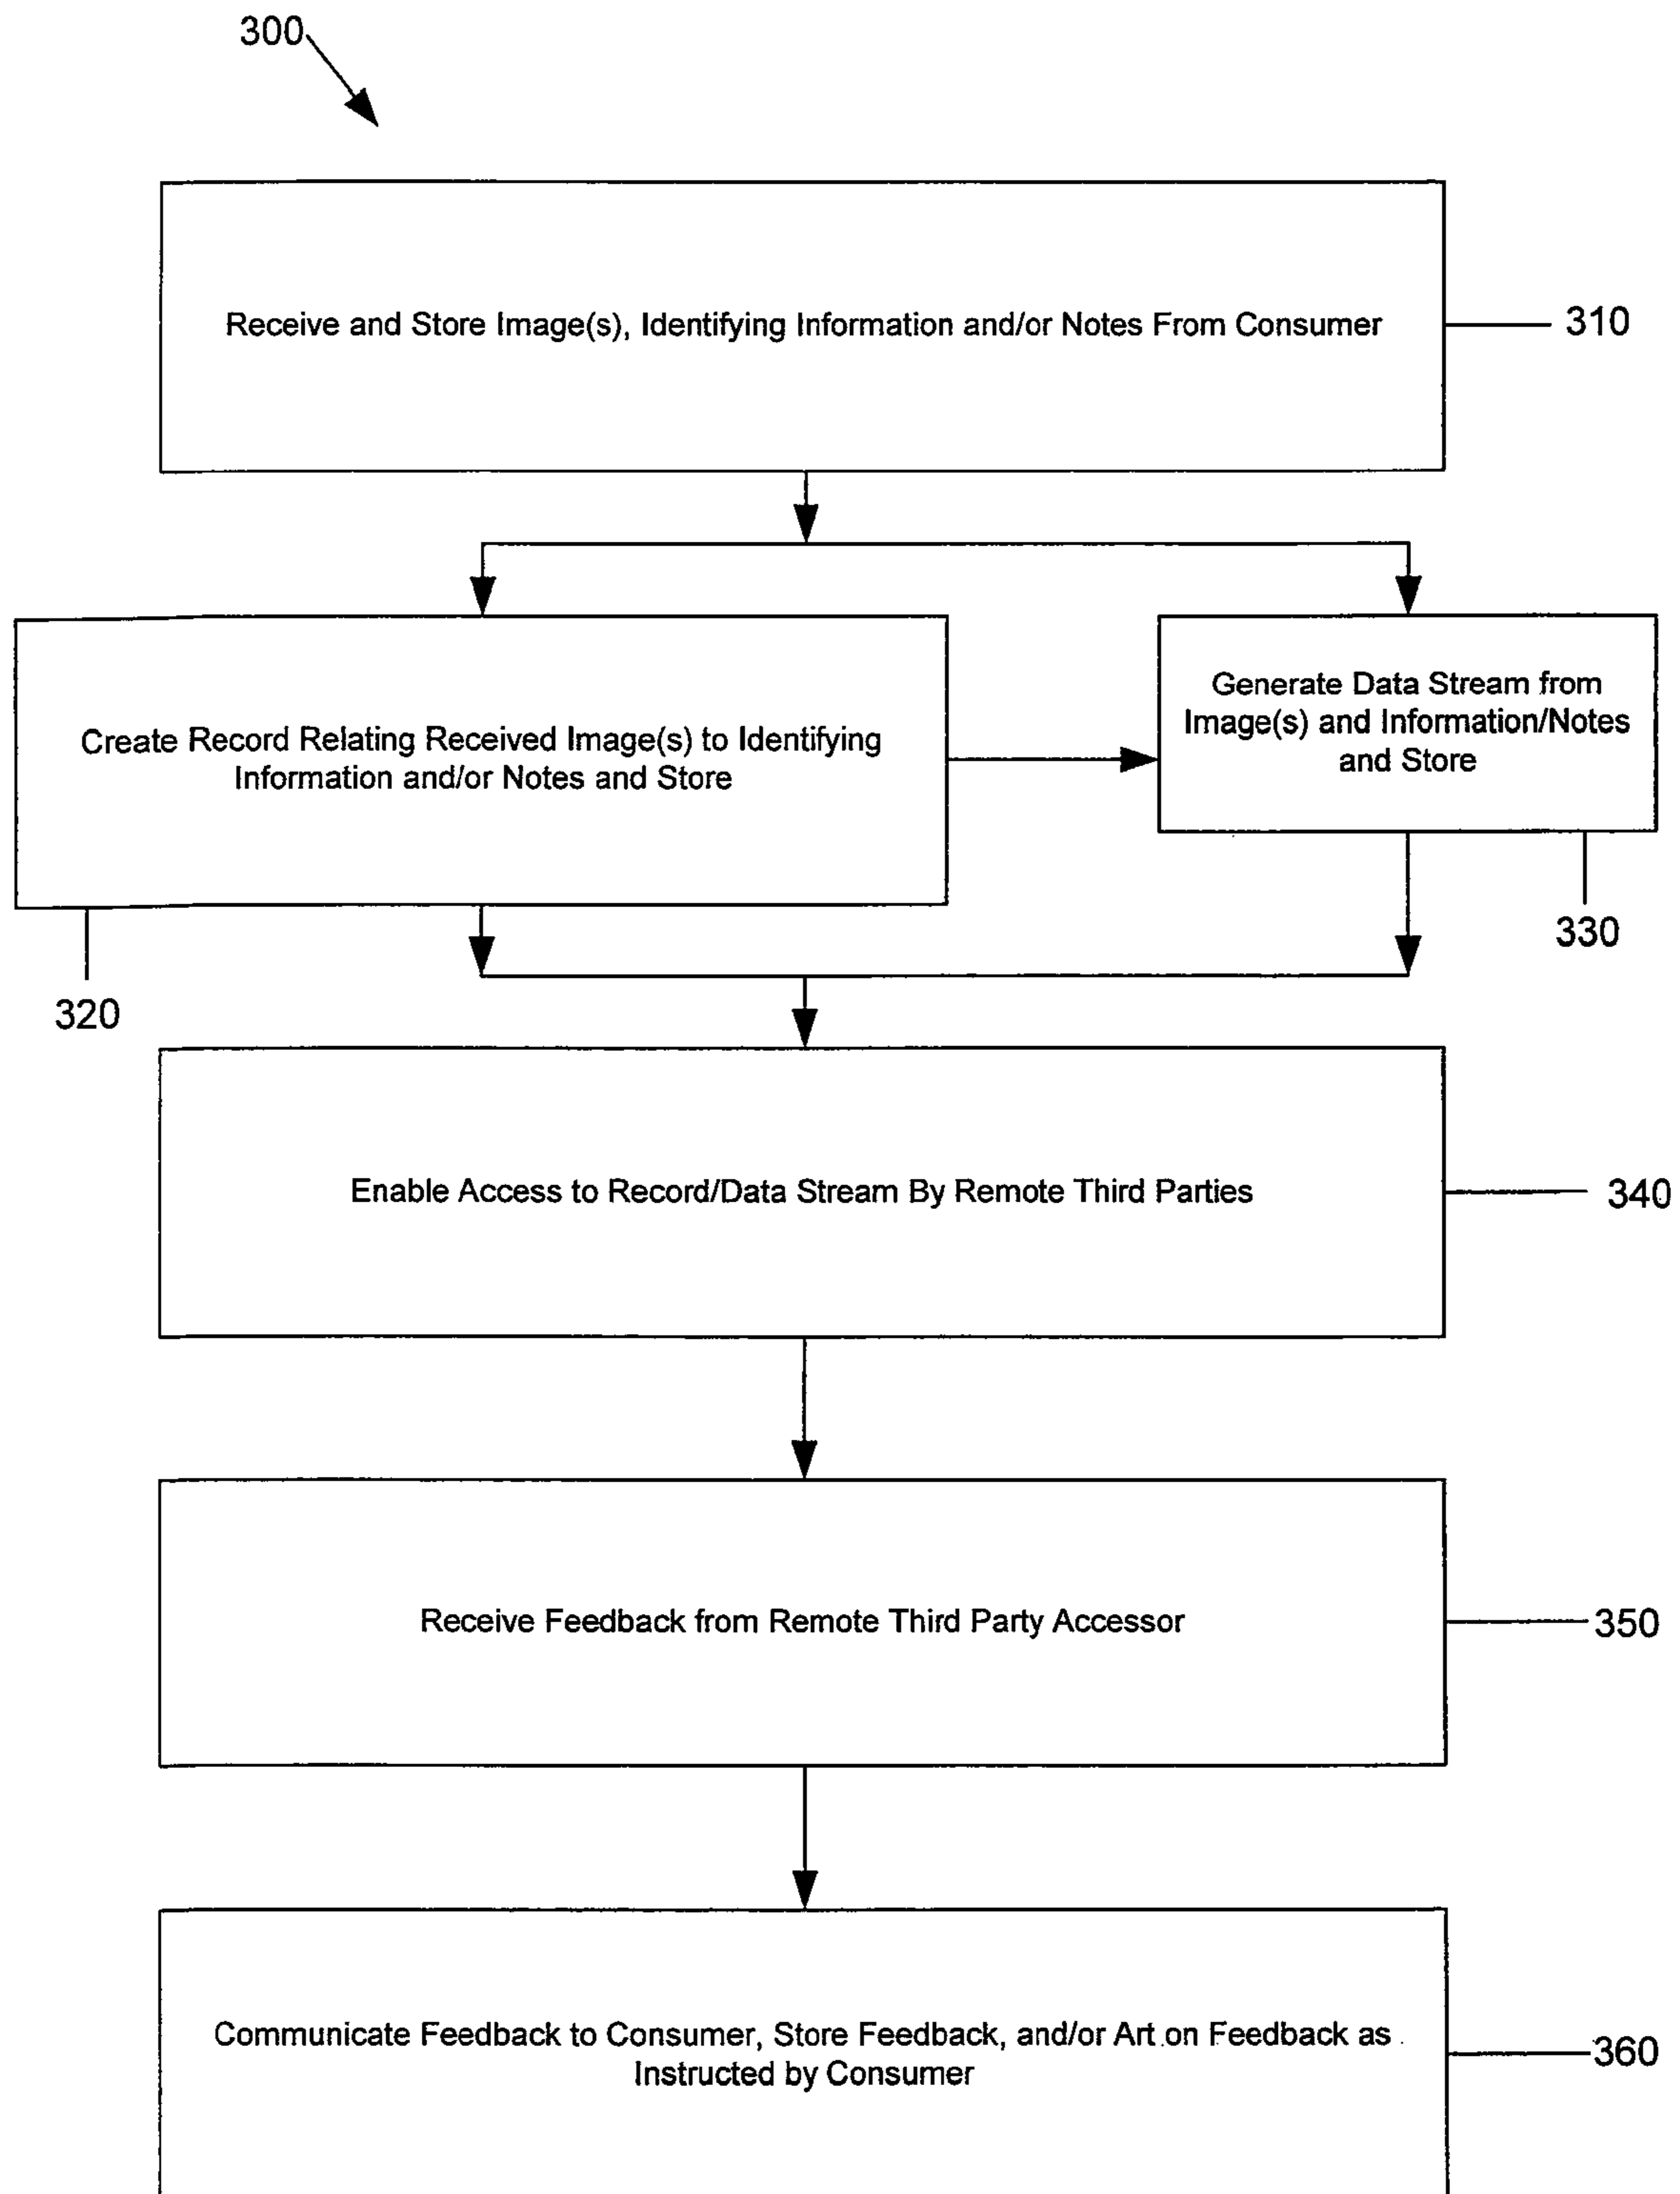 300
Receive and Store Image(s), Identifying Information and/or Notes From Consumer
310
Create Record Relating Received Image(s) to Identifying
Information and/or Notes and Store
320
Generate Data Stream from
Image(s) and Information/Notes
and Store
330
Enable Access to Record/Data Stream By Remote Third Parties
340
Receive Feedback from Remote Third Party Accessor
350
Communicate Feedback to Consumer, Store Feedback, and/or Art on Feedback as
Instructed by Consumer
360